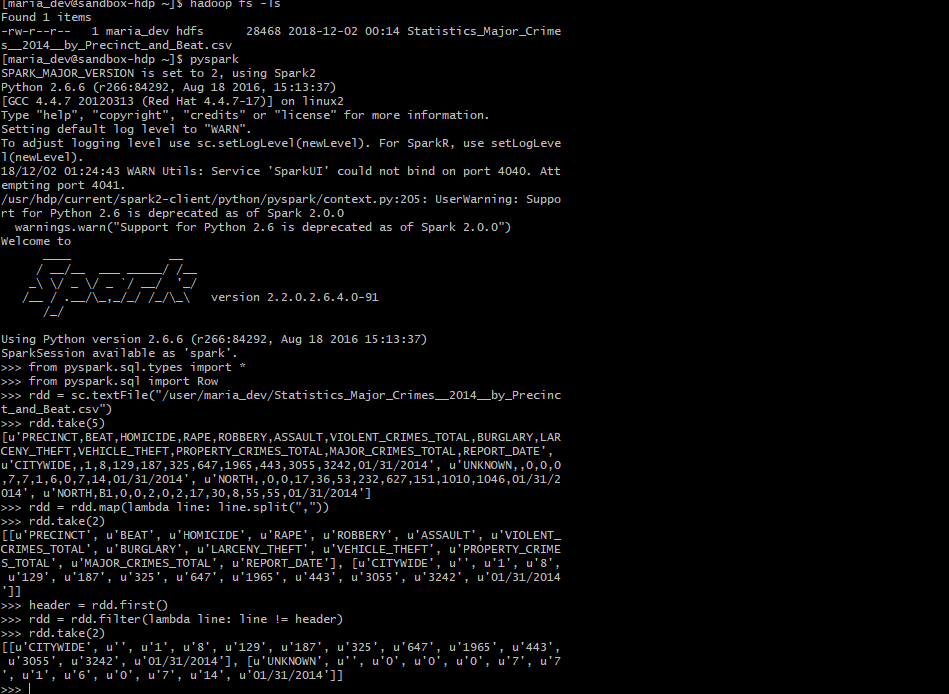 [maria_dev@sandbox-hdp ~]$ hadoop fs -ls
Found 1 items
-rw-r--r--   1 maria_dev hdfs      28468 2018-12-02 00:14 Statistics_Major_Crime
s__2014__by_Precinct_and_Beat.csv
[maria_dev@sandbox-hdp ~]$ pyspark
SPARK_MAJOR_VERSION is set to 2, using Spark2
Python 2.6.6 (r266:84292, Aug 18 2016, 15:13:37)
[GCC 4.4.7 20120313 (Red Hat 4.4.7-17)] on linux2
Type "help", "copyright", "credits" or "license" for more information.
Setting default log level to "WARN".
To adjust logging level use sc.setLogLevel(newLevel). For SparkR, use setLogLeve
l(newLevel).
18/12/02 01:24:43 WARN Utils: Service 'SparkUI' could not bind on port 4040. Att
empting port 4041.
/usr/hdp/current/spark2-client/python/pyspark/context.py:205: UserWarning: Suppo
rt for Python 2.6 is deprecated as of Spark 2.0.0
  warnings.warn("Support for Python 2.6 is deprecated as of Spark 2.0.0")
Welcome to
      ____              __
     / __/__  ___ _____/ /__
    _\ \/ _ \/ _ `/ __/  '_/
   /__ / .__/\_,_/_/ /_/\_\   version 2.2.0.2.6.4.0-91
      /_/
Using Python version 2.6.6 (r266:84292, Aug 18 2016 15:13:37)
SparkSession available as 'spark'.
>>> from pyspark.sql.types import *
>>> from pyspark.sql import Row
>>> rdd = sc.textFile("/user/maria_dev/Statistics_Major_Crimes__2014__by_Precinc
t_and_Beat.csv")
>>> rdd.take(5)
[u'PRECINCT,BEAT,HOMICIDE,RAPE,ROBBERY,ASSAULT,VIOLENT_CRIMES_TOTAL,BURGLARY,LAR
CENY_THEFT,VEHICLE_THEFT,PROPERTY_CRIMES_TOTAL,MAJOR_CRIMES_TOTAL,REPORT_DATE',
u'CITYWIDE,,1,8,129,187,325,647,1965,443,3055,3242,01/31/2014', u'UNKNOWN,,0,0,0
,7,7,1,6,0,7,14,01/31/2014', u'NORTH,,0,0,17,36,53,232,627,151,1010,1046,01/31/2
014', u'NORTH,B1,0,0,2,0,2,17,30,8,55,55,01/31/2014']
>>> rdd = rdd.map(lambda line: line.split(","))
>>> rdd.take(2)
[[u'PRECINCT', u'BEAT', u'HOMICIDE', u'RAPE', u'ROBBERY', u'ASSAULT', u'VIOLENT_
CRIMES_TOTAL', u'BURGLARY', u'LARCENY_THEFT', u'VEHICLE_THEFT', u'PROPERTY_CRIME
S_TOTAL', u'MAJOR_CRIMES_TOTAL', u'REPORT_DATE'], [u'CITYWIDE', u'', u'1', u'8',
 u'129', u'187', u'325', u'647', u'1965', u'443', u'3055', u'3242', u'01/31/2014
']]
>>> header = rdd.first()
>>> rdd = rdd.filter(lambda line: line != header)
>>> rdd.take(2)
[[u'CITYWIDE', u'', u'1', u'8', u'129', u'187', u'325', u'647', u'1965', u'443',
 u'3055', u'3242', u'01/31/2014'], [u'UNKNOWN', u'', u'0', u'0', u'0', u'7', u'7
', u'1', u'6', u'0', u'7', u'14', u'01/31/2014']]
>>>